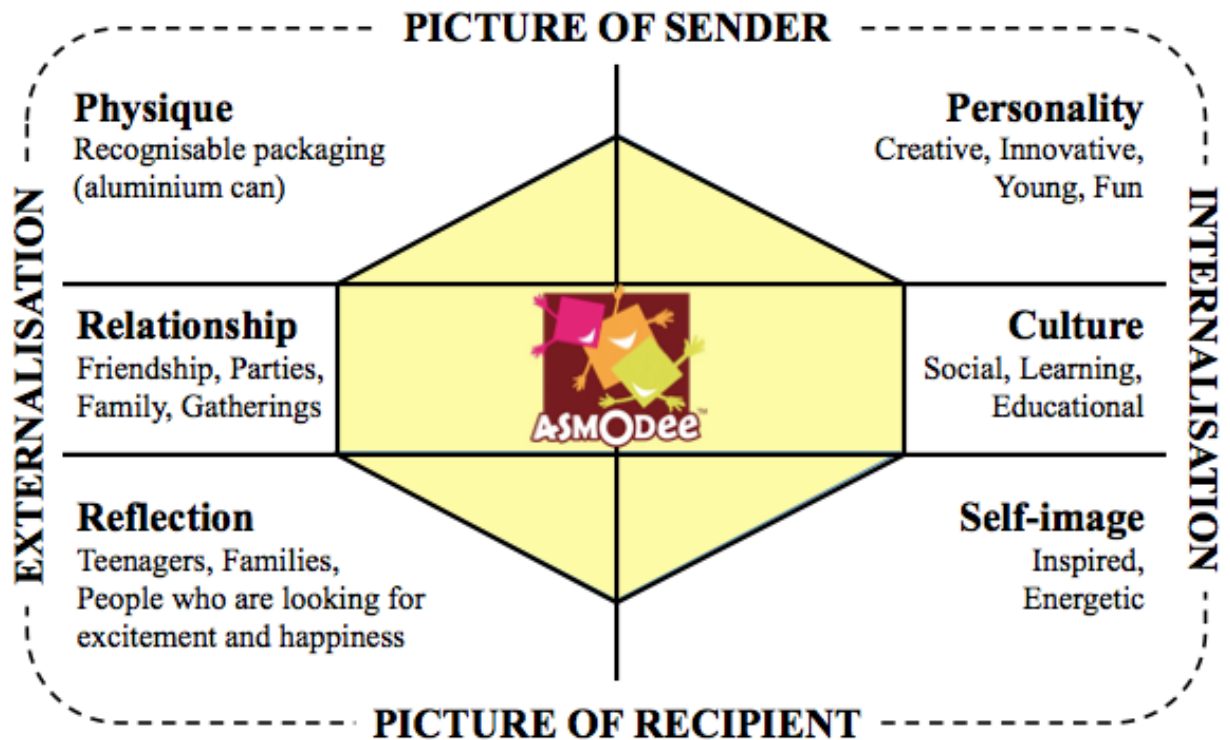 PICTURE OF SENDER
EXTERNALISATION
INTERNALISATION
Physique
Recognisable packaging
(aluminium can)
Personality
Creative, Innovative,
Young, Fun
Relationship
Friendship, Parties,
Family, Gatherings
ASMODee™
Culture
Social, Learning,
Educational
Reflection
Teenagers, Families,
People who are looking for
excitement and happiness
Self-image
Inspired,
Energetic
PICTURE OF RECIPIENT